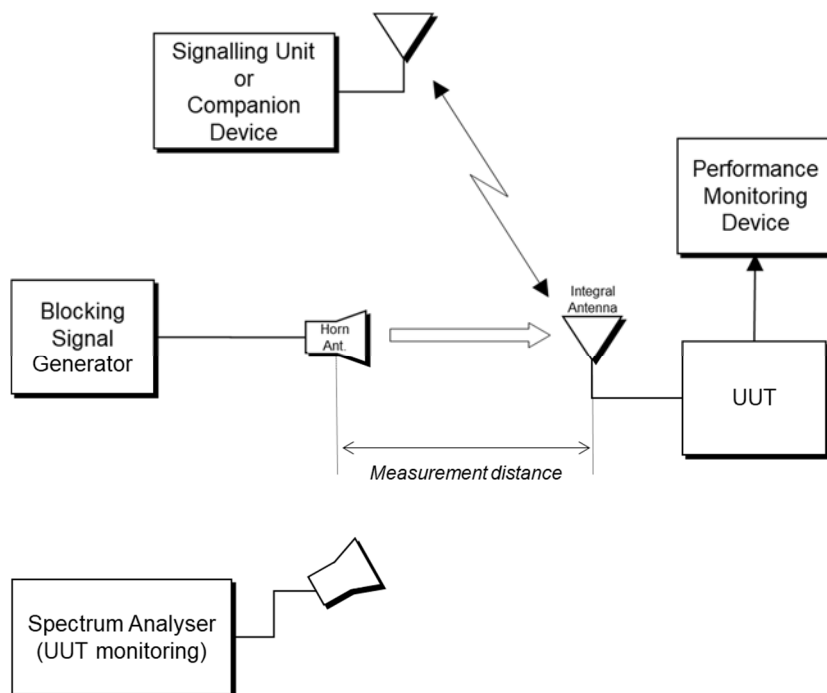 Signalling Unit
or
Companion
Device
Performance
Monitoring
Device
Blocking
Signal
Generator
Horn
Ant.
Integral
Antenna
UUT
Measurement distance
Spectrum Analyser
(UUT monitoring)